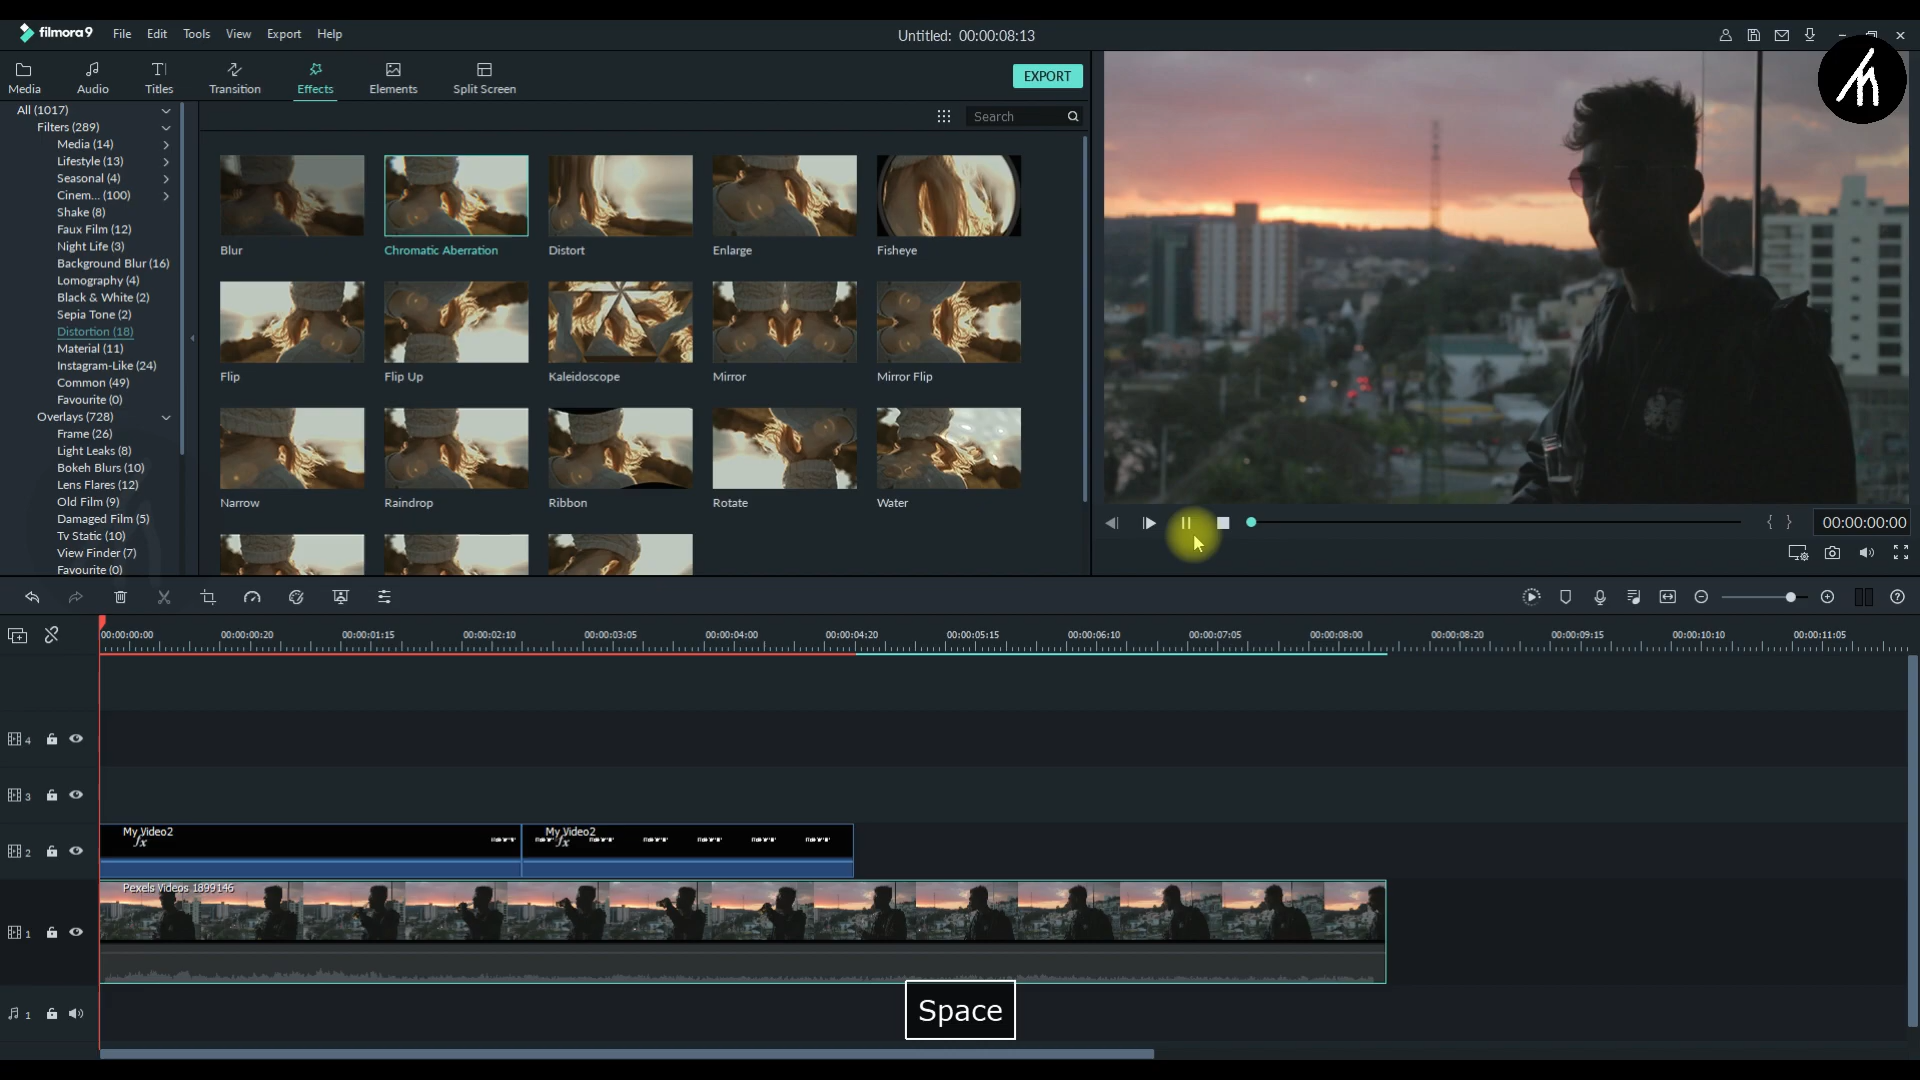 filmora9 File Edit Tools View Export Help
Untitled: 00:00:08:13
Media Audio Titles Transition Effects Elements Split Screen
EXPORT
Search
All (1017)
Filters (289)
Media (14)
Lifestyle (13)
Seasonal (4)
Cinem... (100)
Shake (8)
Faux Film (12)
Night Life (3)
Background Blur (16)
Lomography (4)
Black & White (2)
Sepia Tone (2)
Distortion (18)
Material (11)
Instagram-Like (24)
Common (49)
Favourite (0)
Overlays (728)
Frame (26)
Light Leaks (8)
Bokeh Blurs (10)
Lens Flares (12)
Old Film (9)
Damaged Film (5)
Tv Static (10)
View Finder (7)
Favourite (0)
Blur Chromatic Aberration Distort Enlarge Fisheye
Flip Flip Up Kaleidoscope Mirror Mirror Flip
Narrow Raindrop Ribbon Rotate Water
00:00:00:00
00:00:00:00 00:00:00:20 00:00:01:15 00:00:02:10 00:00:03:05 00:00:04:00 00:00:04:20 00:00:05:15 00:00:06:10 00:00:07:05 00:00:08:00 00:00:08:20 00:00:09:15 00:00:10:10 00:00:11:05
4
3
2
My Video2
fx
My Video2
fx
1
Pexels Videos 1899146
1
Space